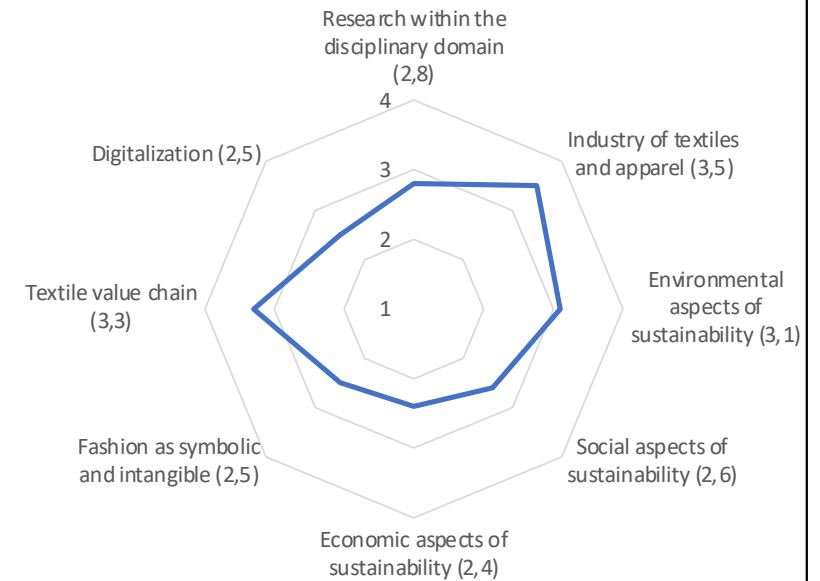 Research within the
disciplinary domain
(2,8)
4
Industry of textiles
and apparel (3,5)
Digitalization (2,5)
3
2
Environmental
aspects of
sustainability (3,1)
Textile value chain
(3,3)
1
Fashion as symbolic
and intangible (2,5)
Social aspects of
sustainability (2,6)
Economic aspects of
sustainability (2,4)